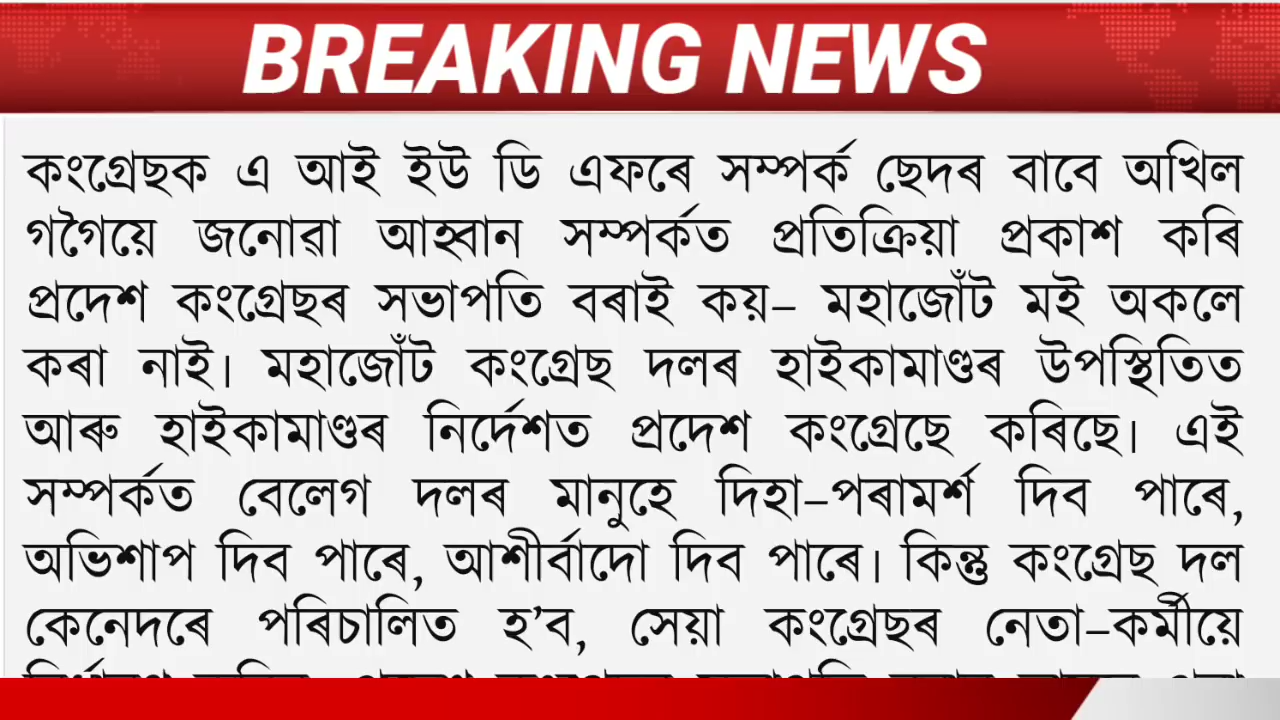 BREAKING NEWS
কংগ্ৰেছক এ আই ইউ ডি এফৰে সম্পৰ্ক ছেদৰ বাবে অখিল
গগৈয়ে জনোৱা আহ্বান সম্পৰ্কত প্ৰতিক্ৰিয়া প্ৰকাশ কৰি
প্ৰদেশ কংগ্ৰেছৰ সভাপতি বৰাই কয়– মহাজোঁট মই অকলে
কৰা নাই। মহাজোঁট কংগ্ৰেছ দলৰ হাইকামাণ্ডৰ উপস্থিতিত
আৰু হাইকামাণ্ডৰ নিৰ্দেশত প্ৰদেশ কংগ্ৰেছে কৰিছে। এই
সম্পৰ্কত বেলেগ দলৰ মানুহে দিহা–পৰামৰ্শ দিব পাৰে,
অভিশাপ দিব পাৰে, আশীৰ্বাদো দিব পাৰে। কিন্তু কংগ্ৰেছ দল
কেনেদৰে পৰিচালিত হ’ব, সেয়া কংগ্ৰেছৰ নেতা–কৰ্মীয়ে